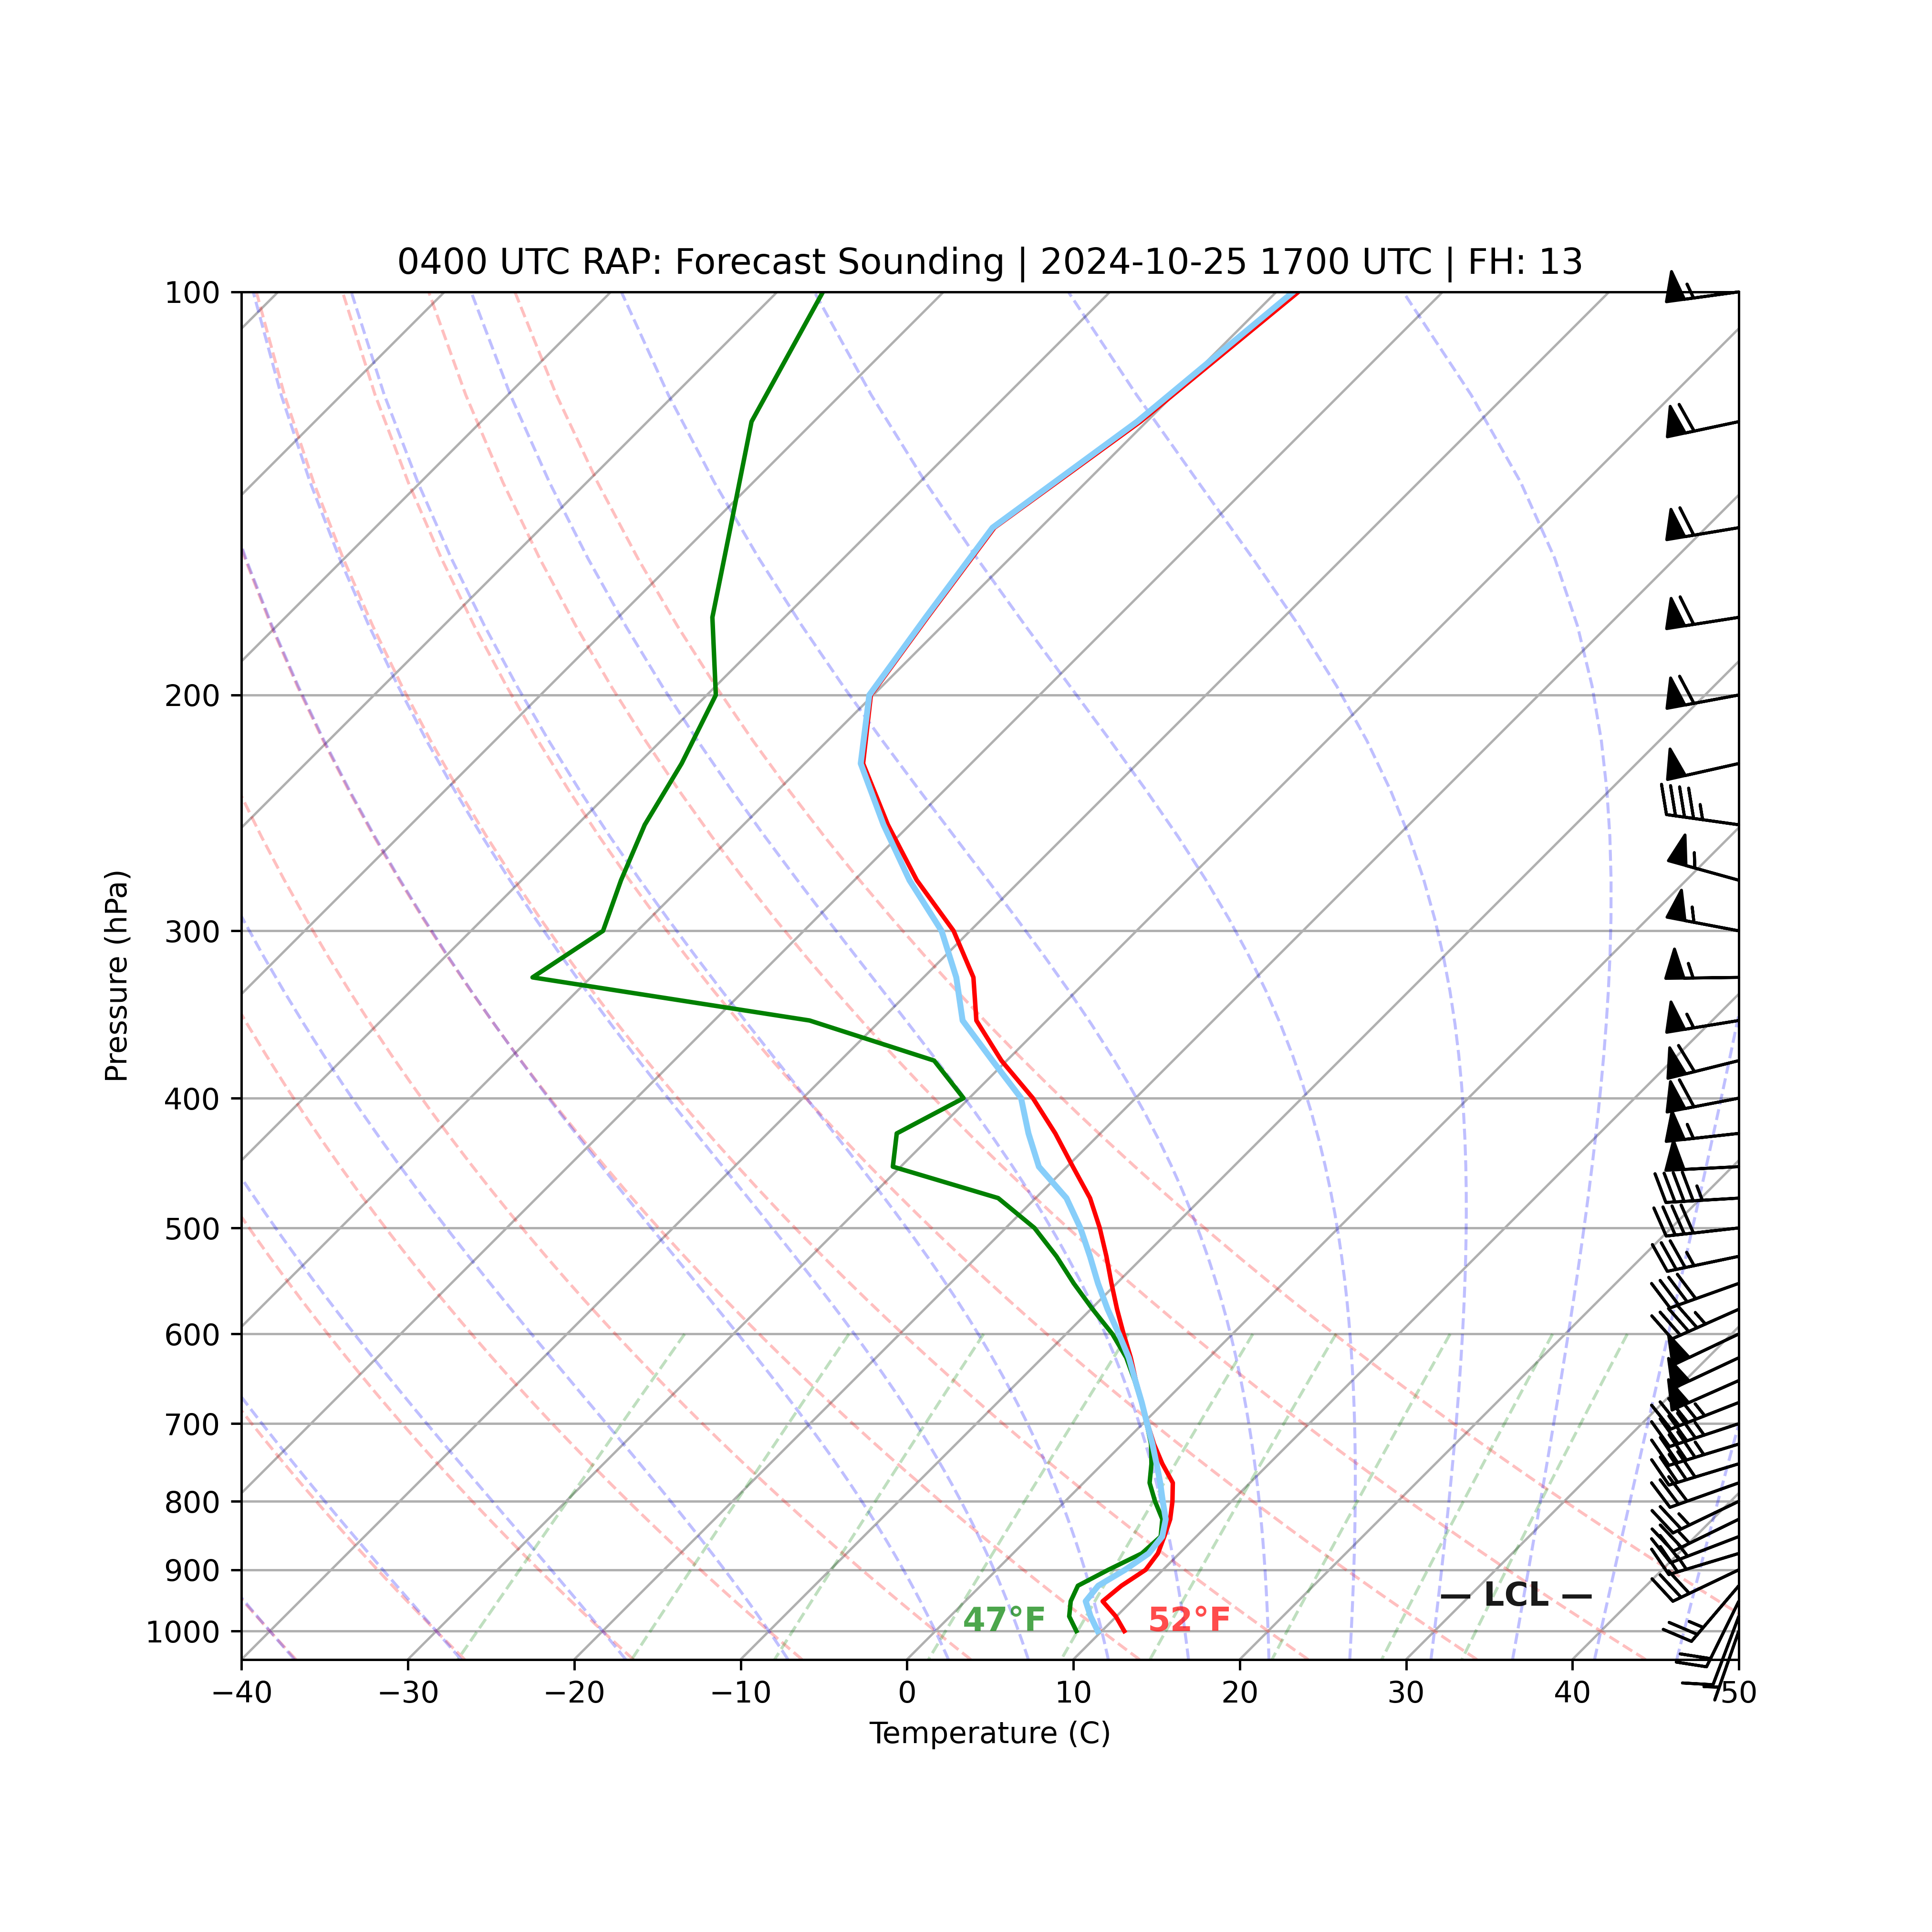 0400 UTC RAP: Forecast Sounding | 2024-10-25 1700 UTC | FH: 13
100
200
300
400
500
600
700
800
900
1000
Pressure (hPa)
— LCL —
47°F
52°F
−40 −30 −20 −10 0 10 20 30 40 50
Temperature (C)